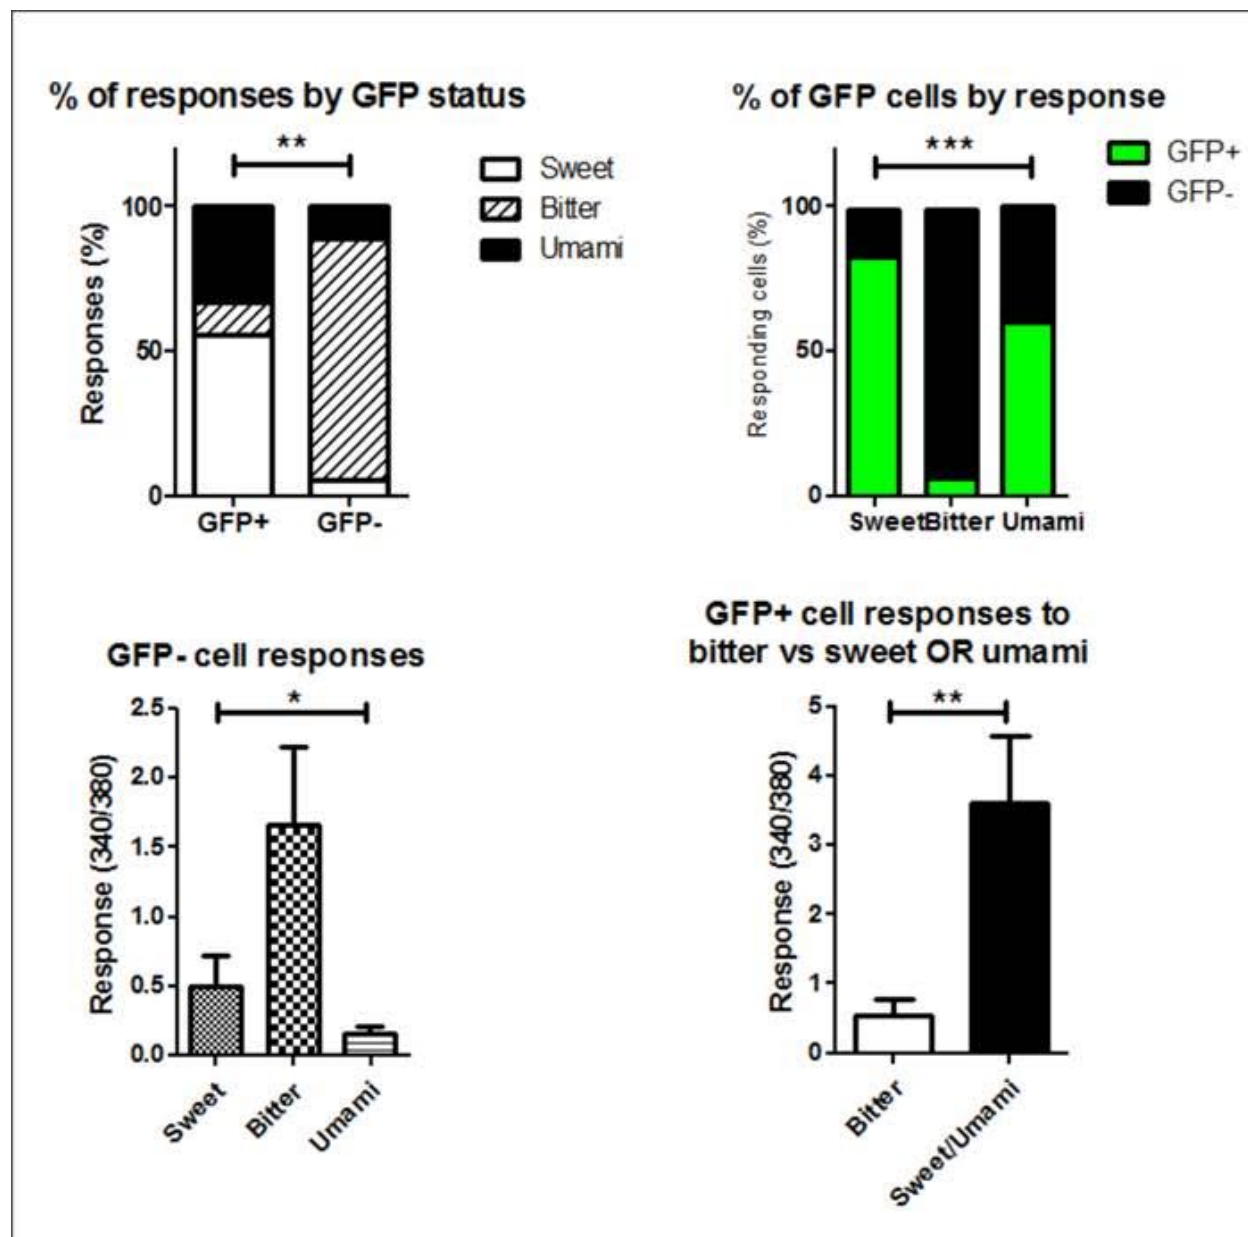 % of responses by GFP status
**
Sweet
Bitter
Umami
100
50
0
Responses (%)
GFP+ GFP-
% of GFP cells by response
***
GFP+
GFP-
100
50
0
Responding cells (%)
Sweet Bitter Umami
GFP- cell responses
*
2.5
2.0
1.5
1.0
0.5
0.0
Response (340/380)
Sweet
Bitter
Umami
GFP+ cell responses to
bitter vs sweet OR umami
**
5
4
3
2
1
0
Response (340/380)
Bitter
Sweet/Umami